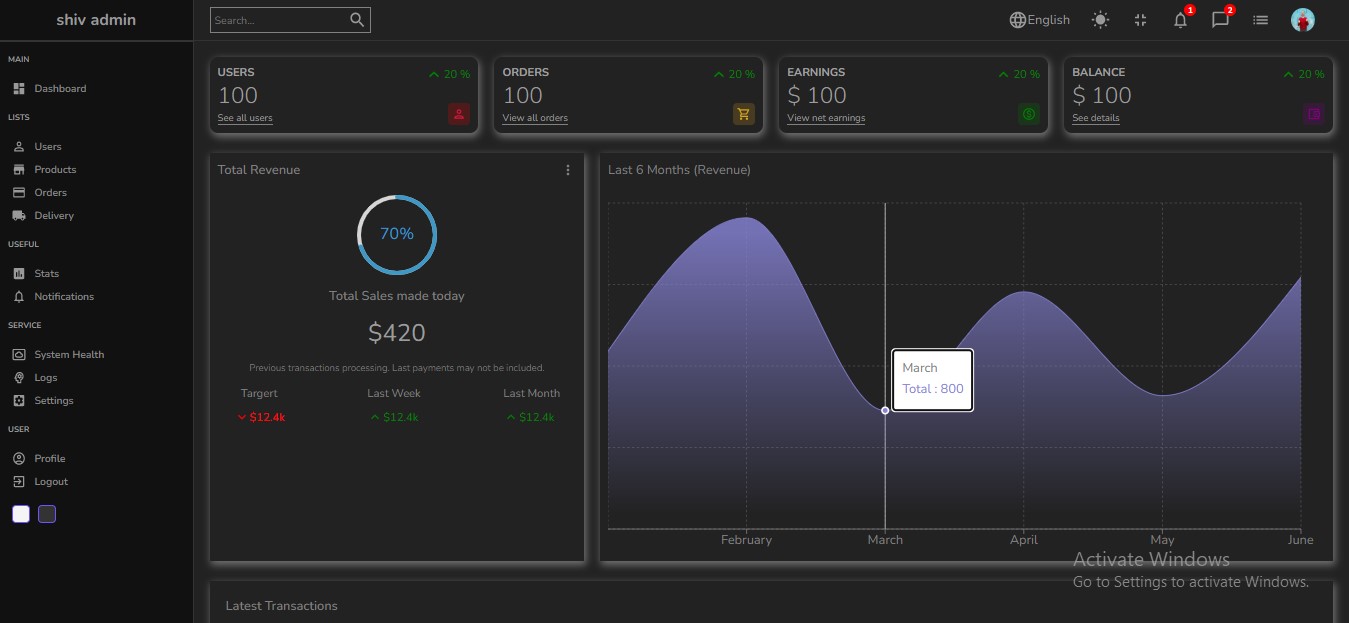 shiv admin
Search...
English
1
2
MAIN
Dashboard
LISTS
Users
Products
Orders
Delivery
USEFUL
Stats
Notifications
SERVICE
System Health
Logs
Settings
USER
Profile
Logout
USERS
20 %
100
See all users
ORDERS
20 %
100
View all orders
EARNINGS
20 %
$ 100
View net earnings
BALANCE
20 %
$ 100
See details
Total Revenue
70%
Total Sales made today
$420
Previous transactions processing. Last payments may not be included.
Targert Last Week Last Month
$12.4k $12.4k $12.4k
Last 6 Months (Revenue)
March
Total : 800
February March April May June
Activate Windows
Go to Settings to activate Windows.
Latest Transactions